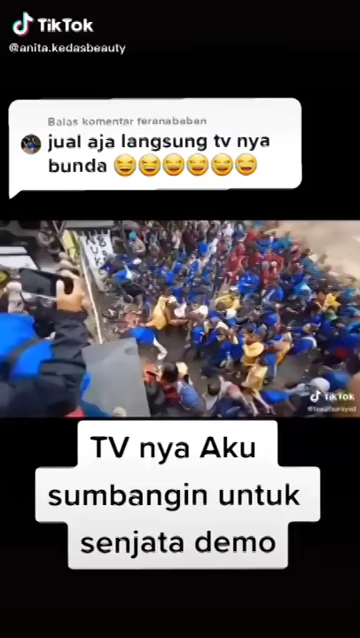 TikTok
@anita.kedasbeauty
Balas komentar feranababan
jual aja langsung tv nya
bunda 😆😆😆😆😆😆
TikTok
TV nya Aku
sumbangin untuk
senjata demo